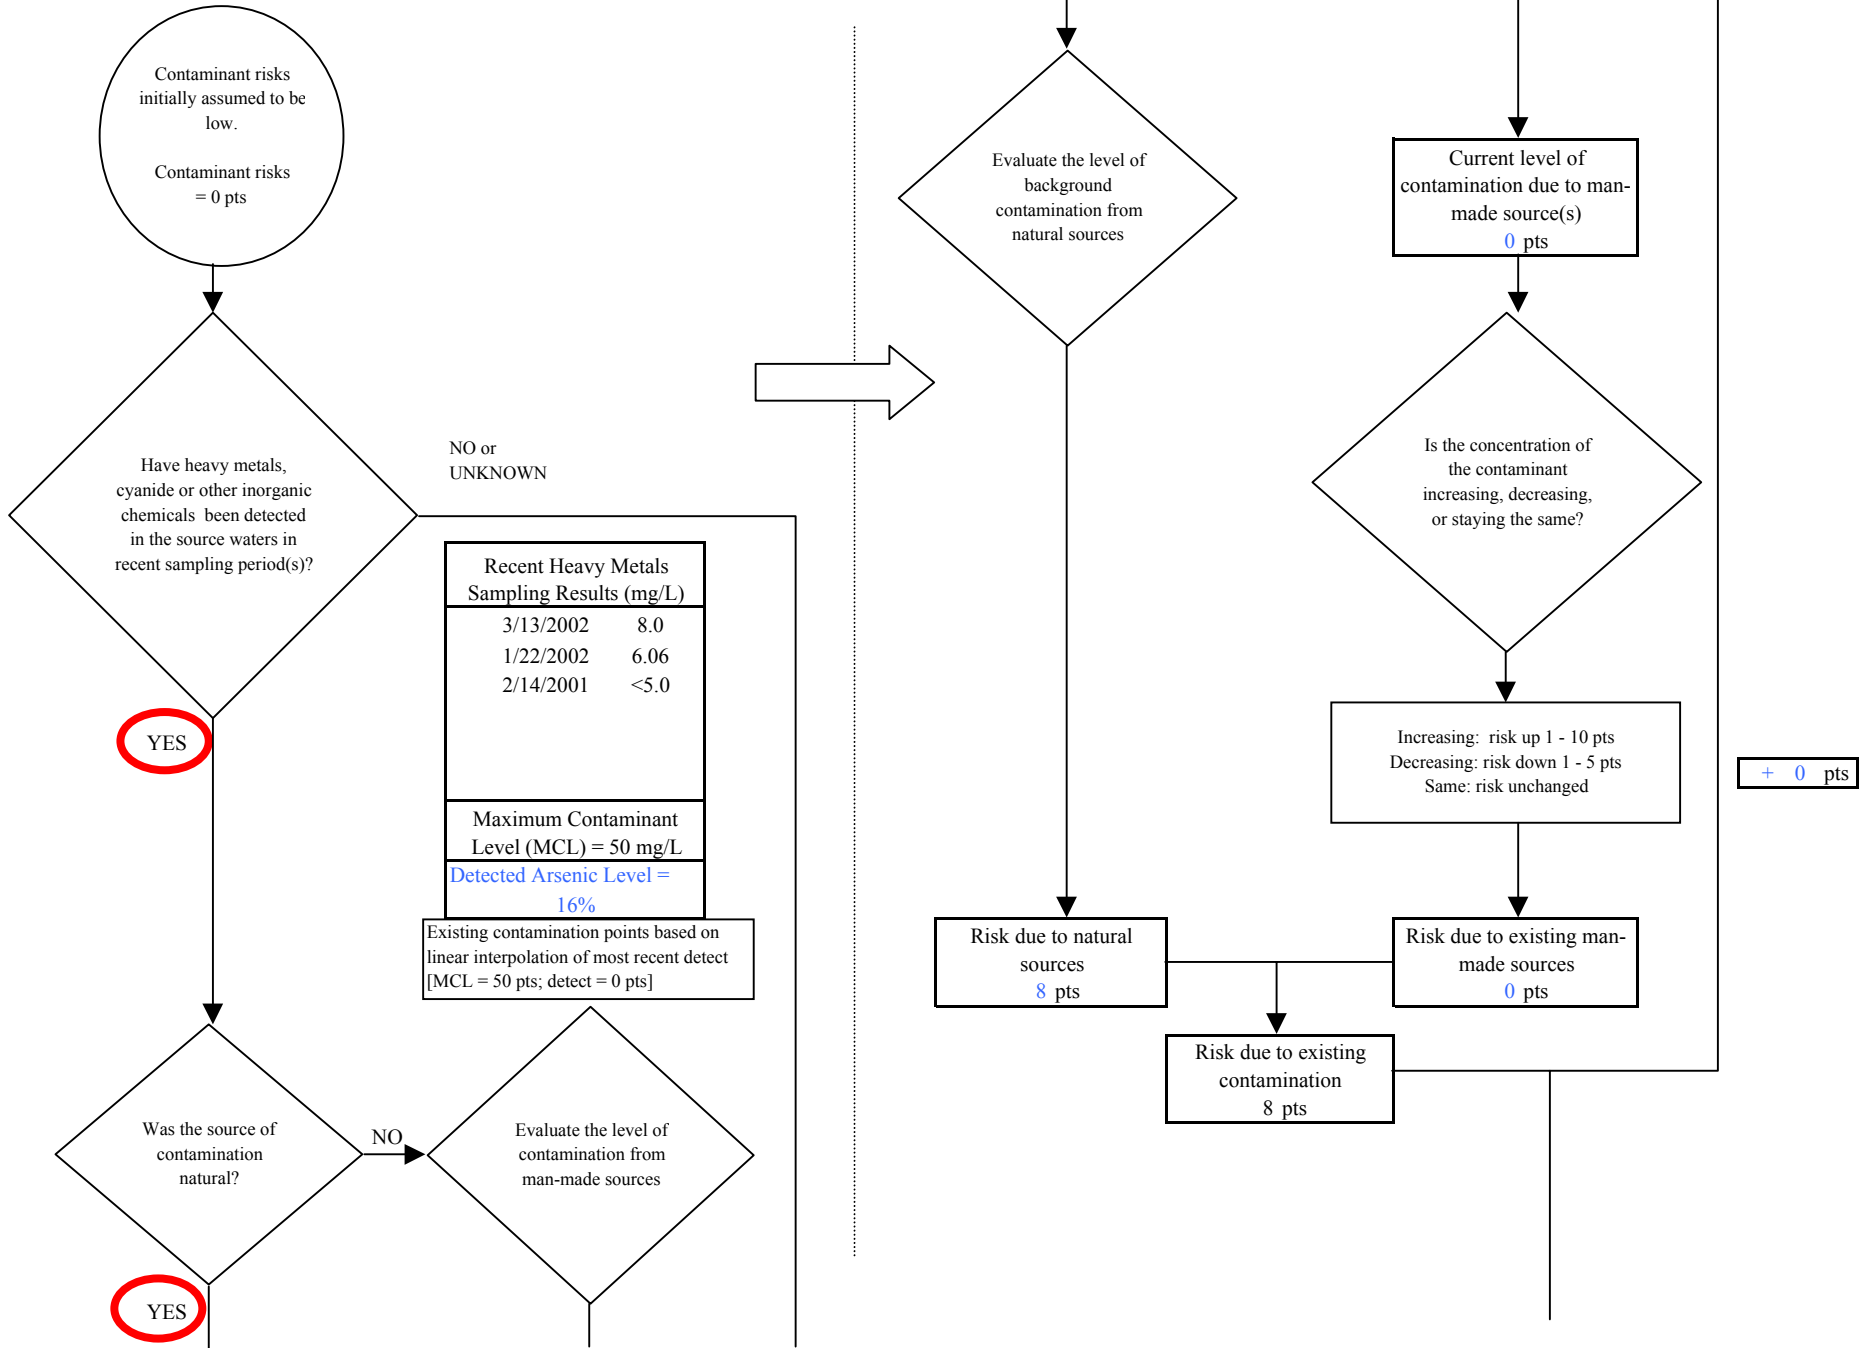 Contaminant risks
initially assumed to be
low.
Contaminant risks
= 0 pts
Have heavy metals,
cyanide or other inorganic
chemicals been detected
in the source waters in
recent sampling period(s)?
NO or
UNKNOWN
YES
Recent Heavy Metals
Sampling Results (mg/L)
3/13/2002 8.0
1/22/2002 6.06
2/14/2001 <5.0
Maximum Contaminant
Level (MCL) = 50 mg/L
Detected Arsenic Level =
16%
Existing contamination points based on
linear interpolation of most recent detect
[MCL = 50 pts; detect = 0 pts]
Was the source of
contamination
natural?
NO
Evaluate the level of
contamination from
man-made sources
YES
Evaluate the level of
background
contamination from
natural sources
Current level of
contamination due to man-
made source(s)
0 pts
Is the concentration of
the contaminant
increasing, decreasing,
or staying the same?
Increasing: risk up 1 - 10 pts
Decreasing: risk down 1 - 5 pts
Same: risk unchanged
+ 0 pts
Risk due to natural
sources
8 pts
Risk due to existing man-
made sources
0 pts
Risk due to existing
contamination
8 pts